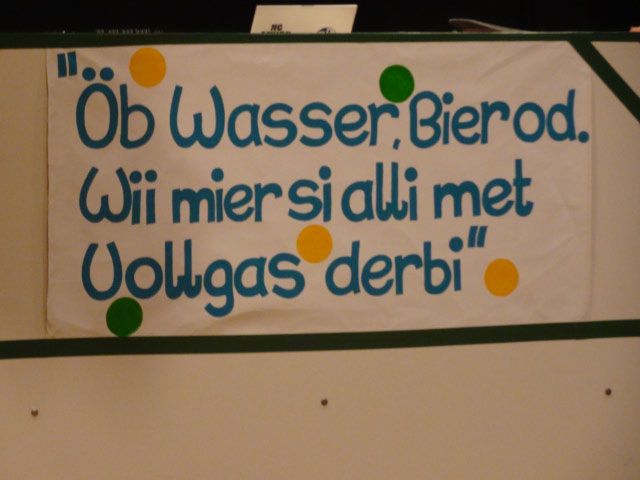 "Öb Wasser, Bier od.
Wii mier si alli met
Vollgas derbi"